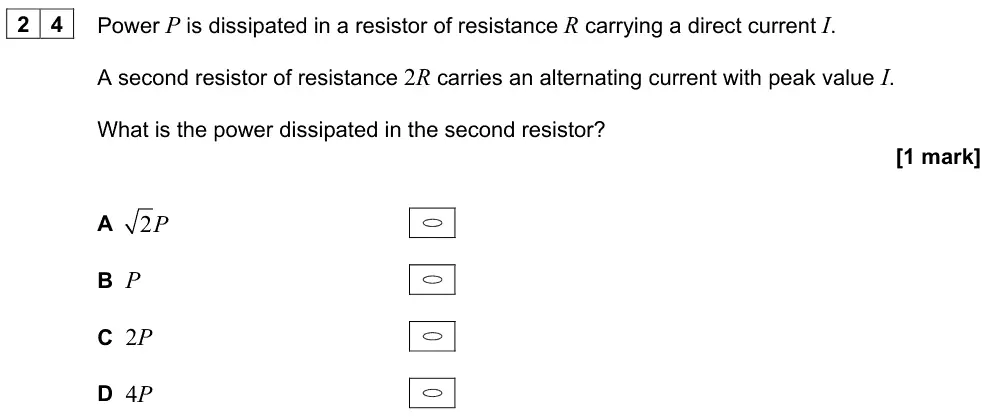 2 4 Power P is dissipated in a resistor of resistance R carrying a direct current I.
A second resistor of resistance 2R carries an alternating current with peak value I.
What is the power dissipated in the second resistor?
[1 mark]
A √2P
B P
C 2P
D 4P